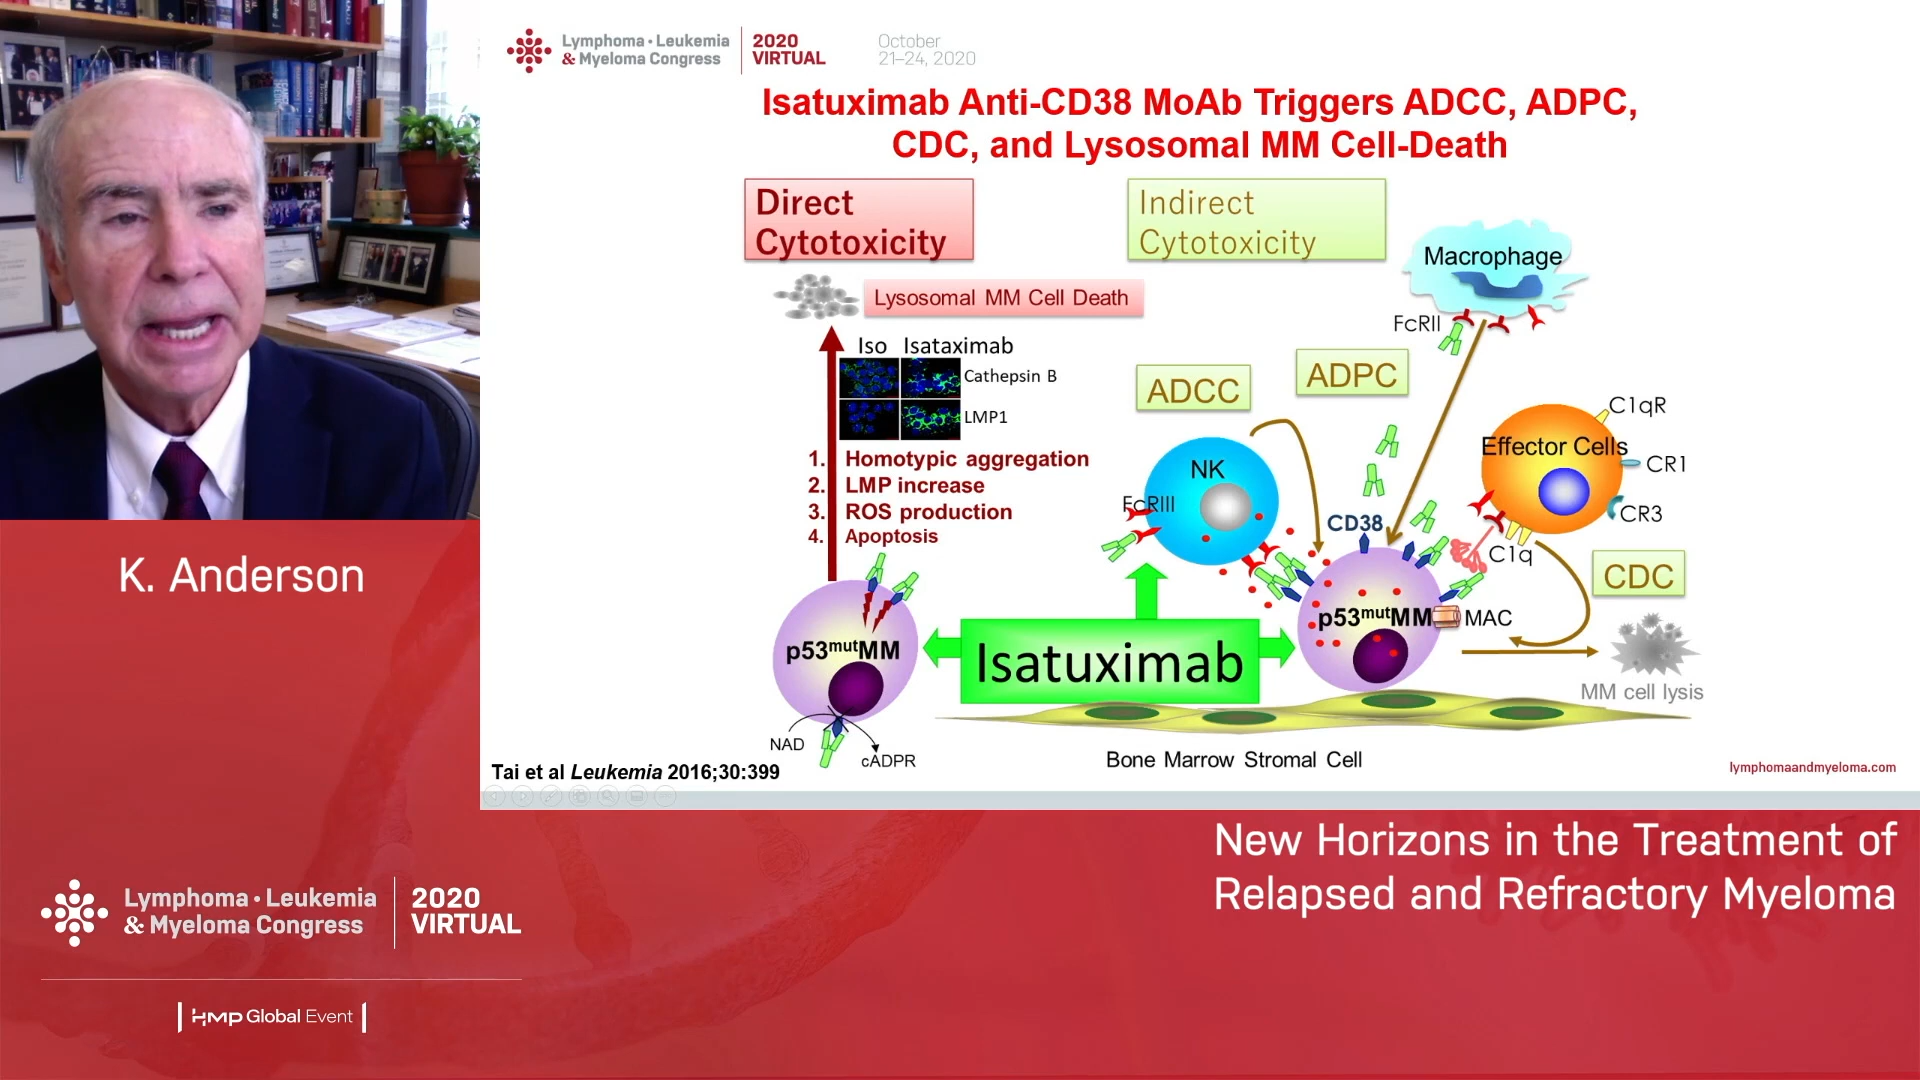 Lymphoma • Leukemia
& Myeloma Congress
2020
VIRTUAL
October
21–24, 2020
Isatuximab Anti-CD38 MoAb Triggers ADCC, ADPC,
CDC, and Lysosomal MM Cell-Death
Direct
Cytotoxicity
Indirect
Cytotoxicity
Macrophage
Lysosomal MM Cell Death
FcRII
Iso Isataximab
Cathepsin B
LMP1
ADCC
ADPC
C1qR
Effector Cells
CR1
CR3
NK
FcRIII
1. Homotypic aggregation
2. LMP increase
3. ROS production
4. Apoptosis
CD38
C1q
CDC
p53mutMM
MAC
p53mutMM
Isatuximab
MM cell lysis
NAD
cADPR
Bone Marrow Stromal Cell
Tai et al Leukemia 2016;30:399
lymphomaandmyeloma.com
K. Anderson
New Horizons in the Treatment of
Relapsed and Refractory Myeloma
Lymphoma • Leukemia
& Myeloma Congress
2020
VIRTUAL
HMP Global Event